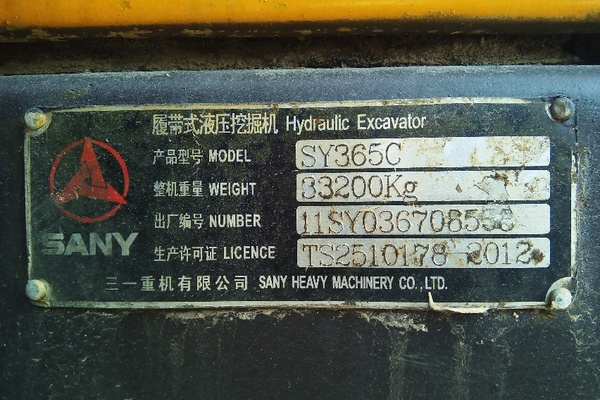 履带式液压挖掘机 Hydraulic Excavator
产品型号 MODEL SY365C
整机重量 WEIGHT 33200Kg
出厂编号 NUMBER
SANY
生产许可证 LICENCE TS2510178-2012
三一重机有限公司 SANY HEAVY MACHINERY CO.,LTD.